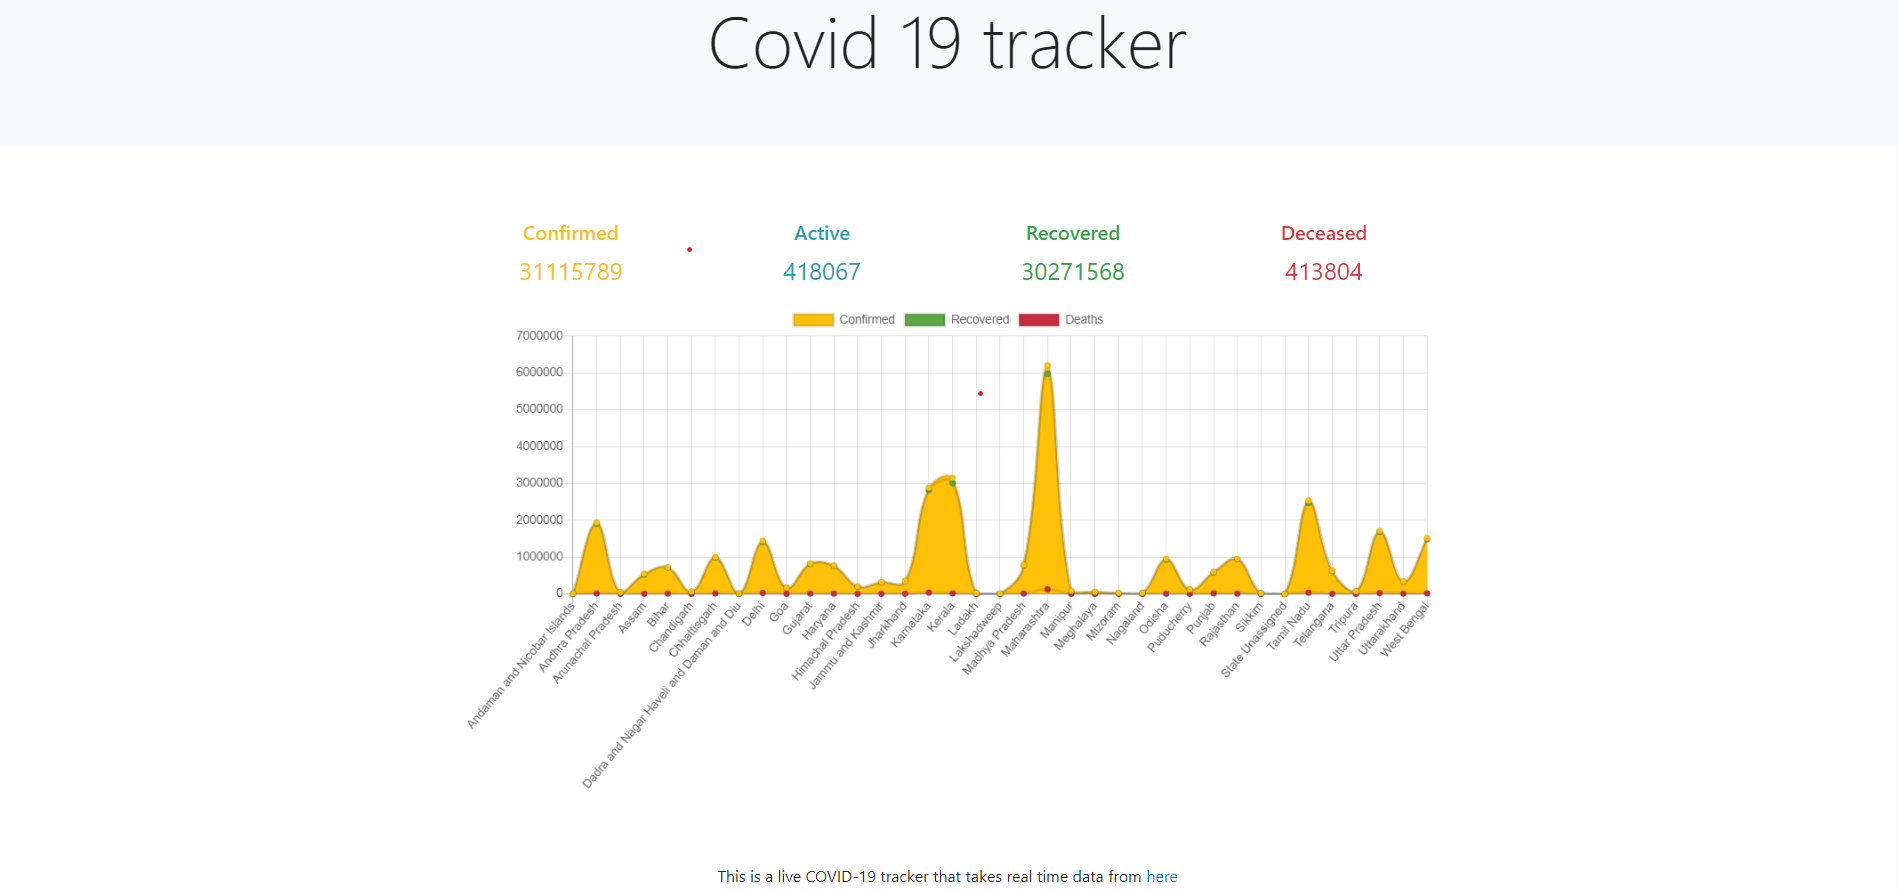 Covid 19 tracker
Confirmed Active Recovered Deceased
31115789 418067 30271568 413804
Confirmed Recovered Deaths
7000000
6000000
5000000
4000000
3000000
2000000
1000000
0
Andaman and Nicobar Islands
Andhra Pradesh
Arunachal Pradesh
Assam
Bihar
Chandigarh
Chhattisgarh
Dadra and Nagar Haveli and Daman and Diu
Delhi
Goa
Gujarat
Haryana
Himachal Pradesh
Jammu and Kashmir
Jharkhand
Karnataka
Kerala
Ladakh
Lakshadweep
Madhya Pradesh
Maharashtra
Manipur
Meghalaya
Mizoram
Nagaland
Odisha
Puducherry
Punjab
Rajasthan
Sikkim
State Unassigned
Tamil Nadu
Telangana
Tripura
Uttar Pradesh
Uttarakhand
West Bengal
This is a live COVID-19 tracker that takes real time data from here